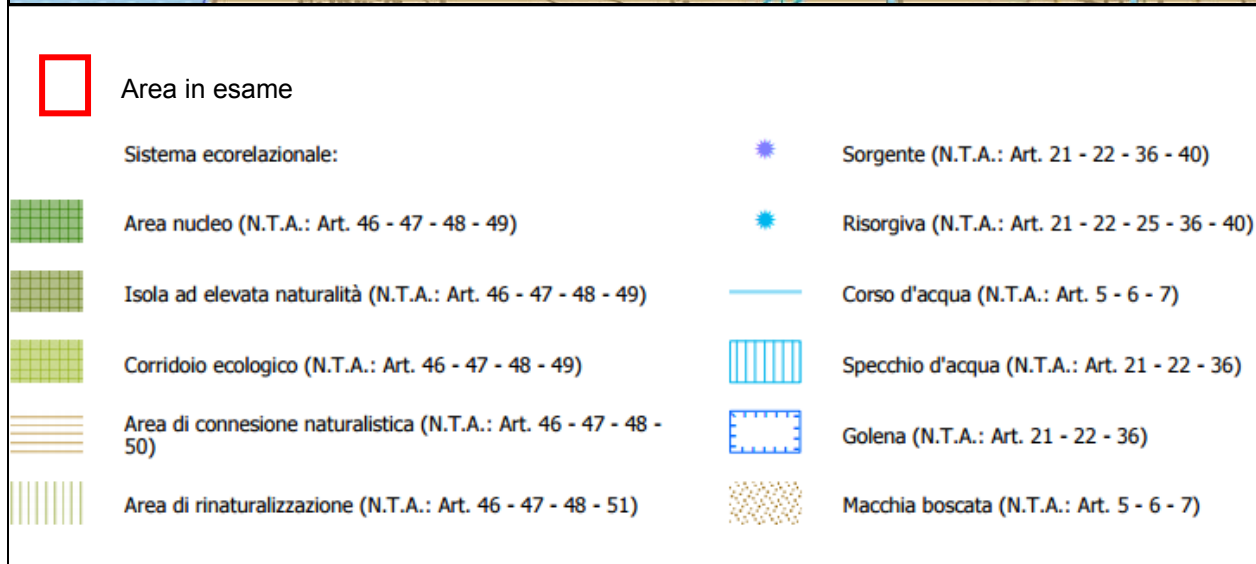 Area in esame
Sistema ecorelazionale:
Area nucleo (N.T.A.: Art. 46 - 47 - 48 - 49)
Isola ad elevata naturalità (N.T.A.: Art. 46 - 47 - 48 - 49)
Corridoio ecologico (N.T.A.: Art. 46 - 47 - 48 - 49)
Area di connesione naturalistica (N.T.A.: Art. 46 - 47 - 48 -
50)
Area di rinaturalizzazione (N.T.A.: Art. 46 - 47 - 48 - 51)
Sorgente (N.T.A.: Art. 21 - 22 - 36 - 40)
Risorgiva (N.T.A.: Art. 21 - 22 - 25 - 36 - 40)
Corso d'acqua (N.T.A.: Art. 5 - 6 - 7)
Specchio d'acqua (N.T.A.: Art. 21 - 22 - 36)
Golena (N.T.A.: Art. 21 - 22 - 36)
Macchia boscata (N.T.A.: Art. 5 - 6 - 7)